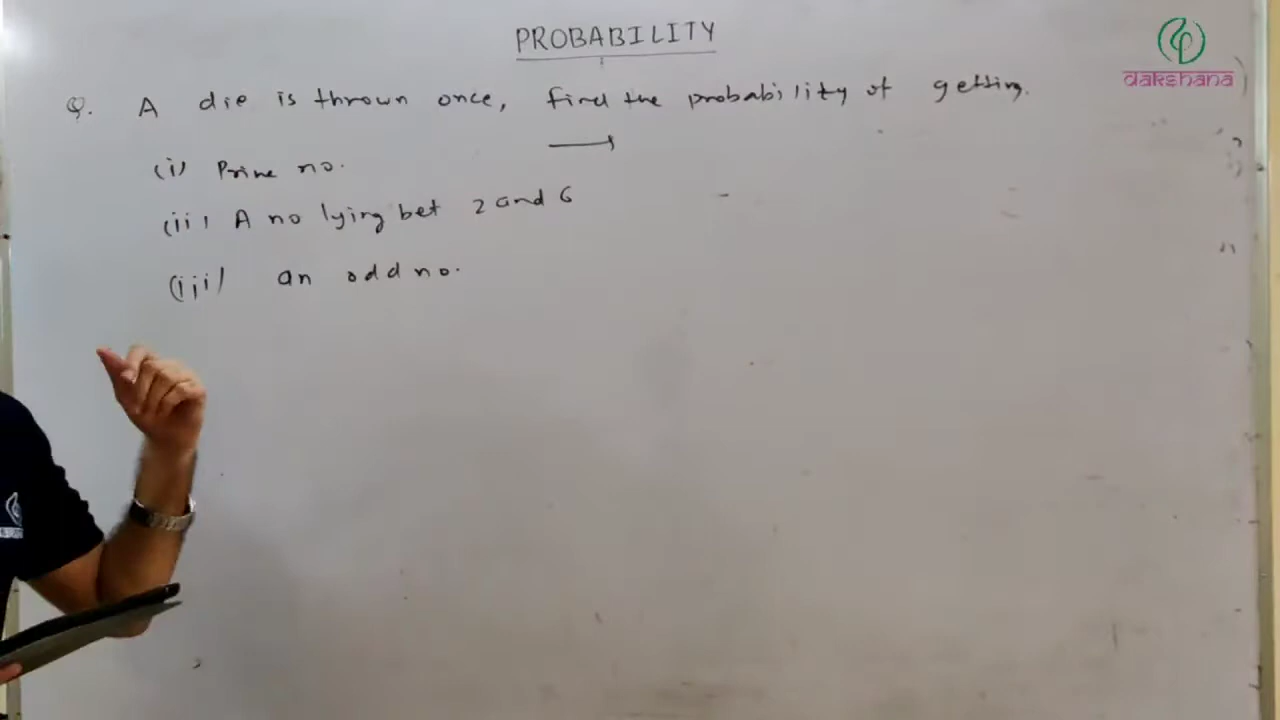 PROBABILITY
dakshana
Q. A die is thrown once, find the probability of getting.
(i) Prime no.
(ii) A no lying bet 2 and 6
(iii) an odd no.